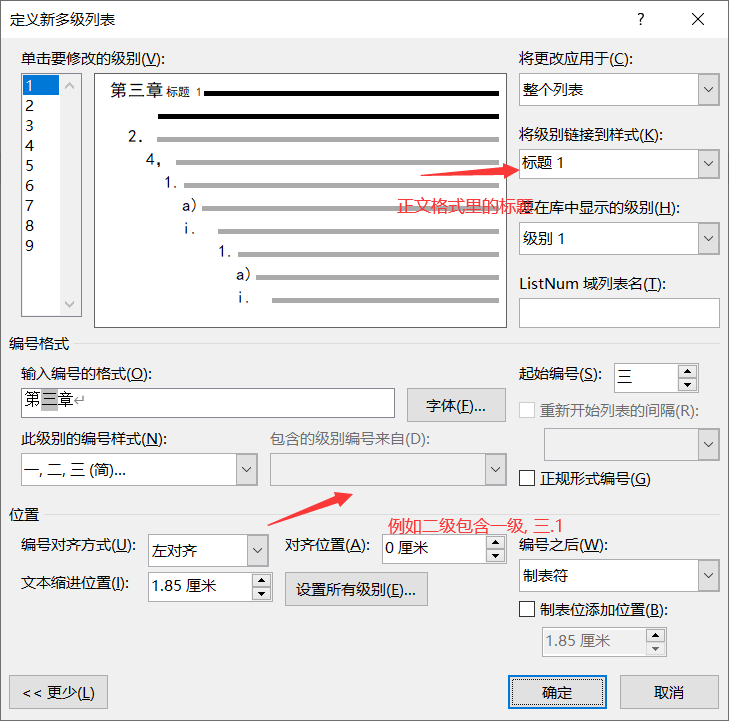 定义新多级列表
单击要修改的级别(V):
将更改应用于(C):
1
2
3
4
5
6
7
8
9
第三章 标题 1
2.
4,
1.
a)
i.
1.
a)
i.
整个列表
将级别链接到样式(K):
标题 1
正文格式里的标题
要在库中显示的级别(H):
级别 1
ListNum 域列表名(T):
编号格式
输入编号的格式(O):
第三章↵
字体(F)...
起始编号(S):
三
重新开始列表的间隔(R):
此级别的编号样式(N):
包含的级别编号来自(D):
一, 二, 三 (简)...
正规形式编号(G)
位置
例如二级包含一级, 三.1
编号对齐方式(U):
左对齐
对齐位置(A):
0 厘米
编号之后(W):
文本缩进位置(I):
1.85 厘米
设置所有级别(E)...
制表符
制表位添加位置(B):
1.85 厘米
<< 更少(L)
确定
取消